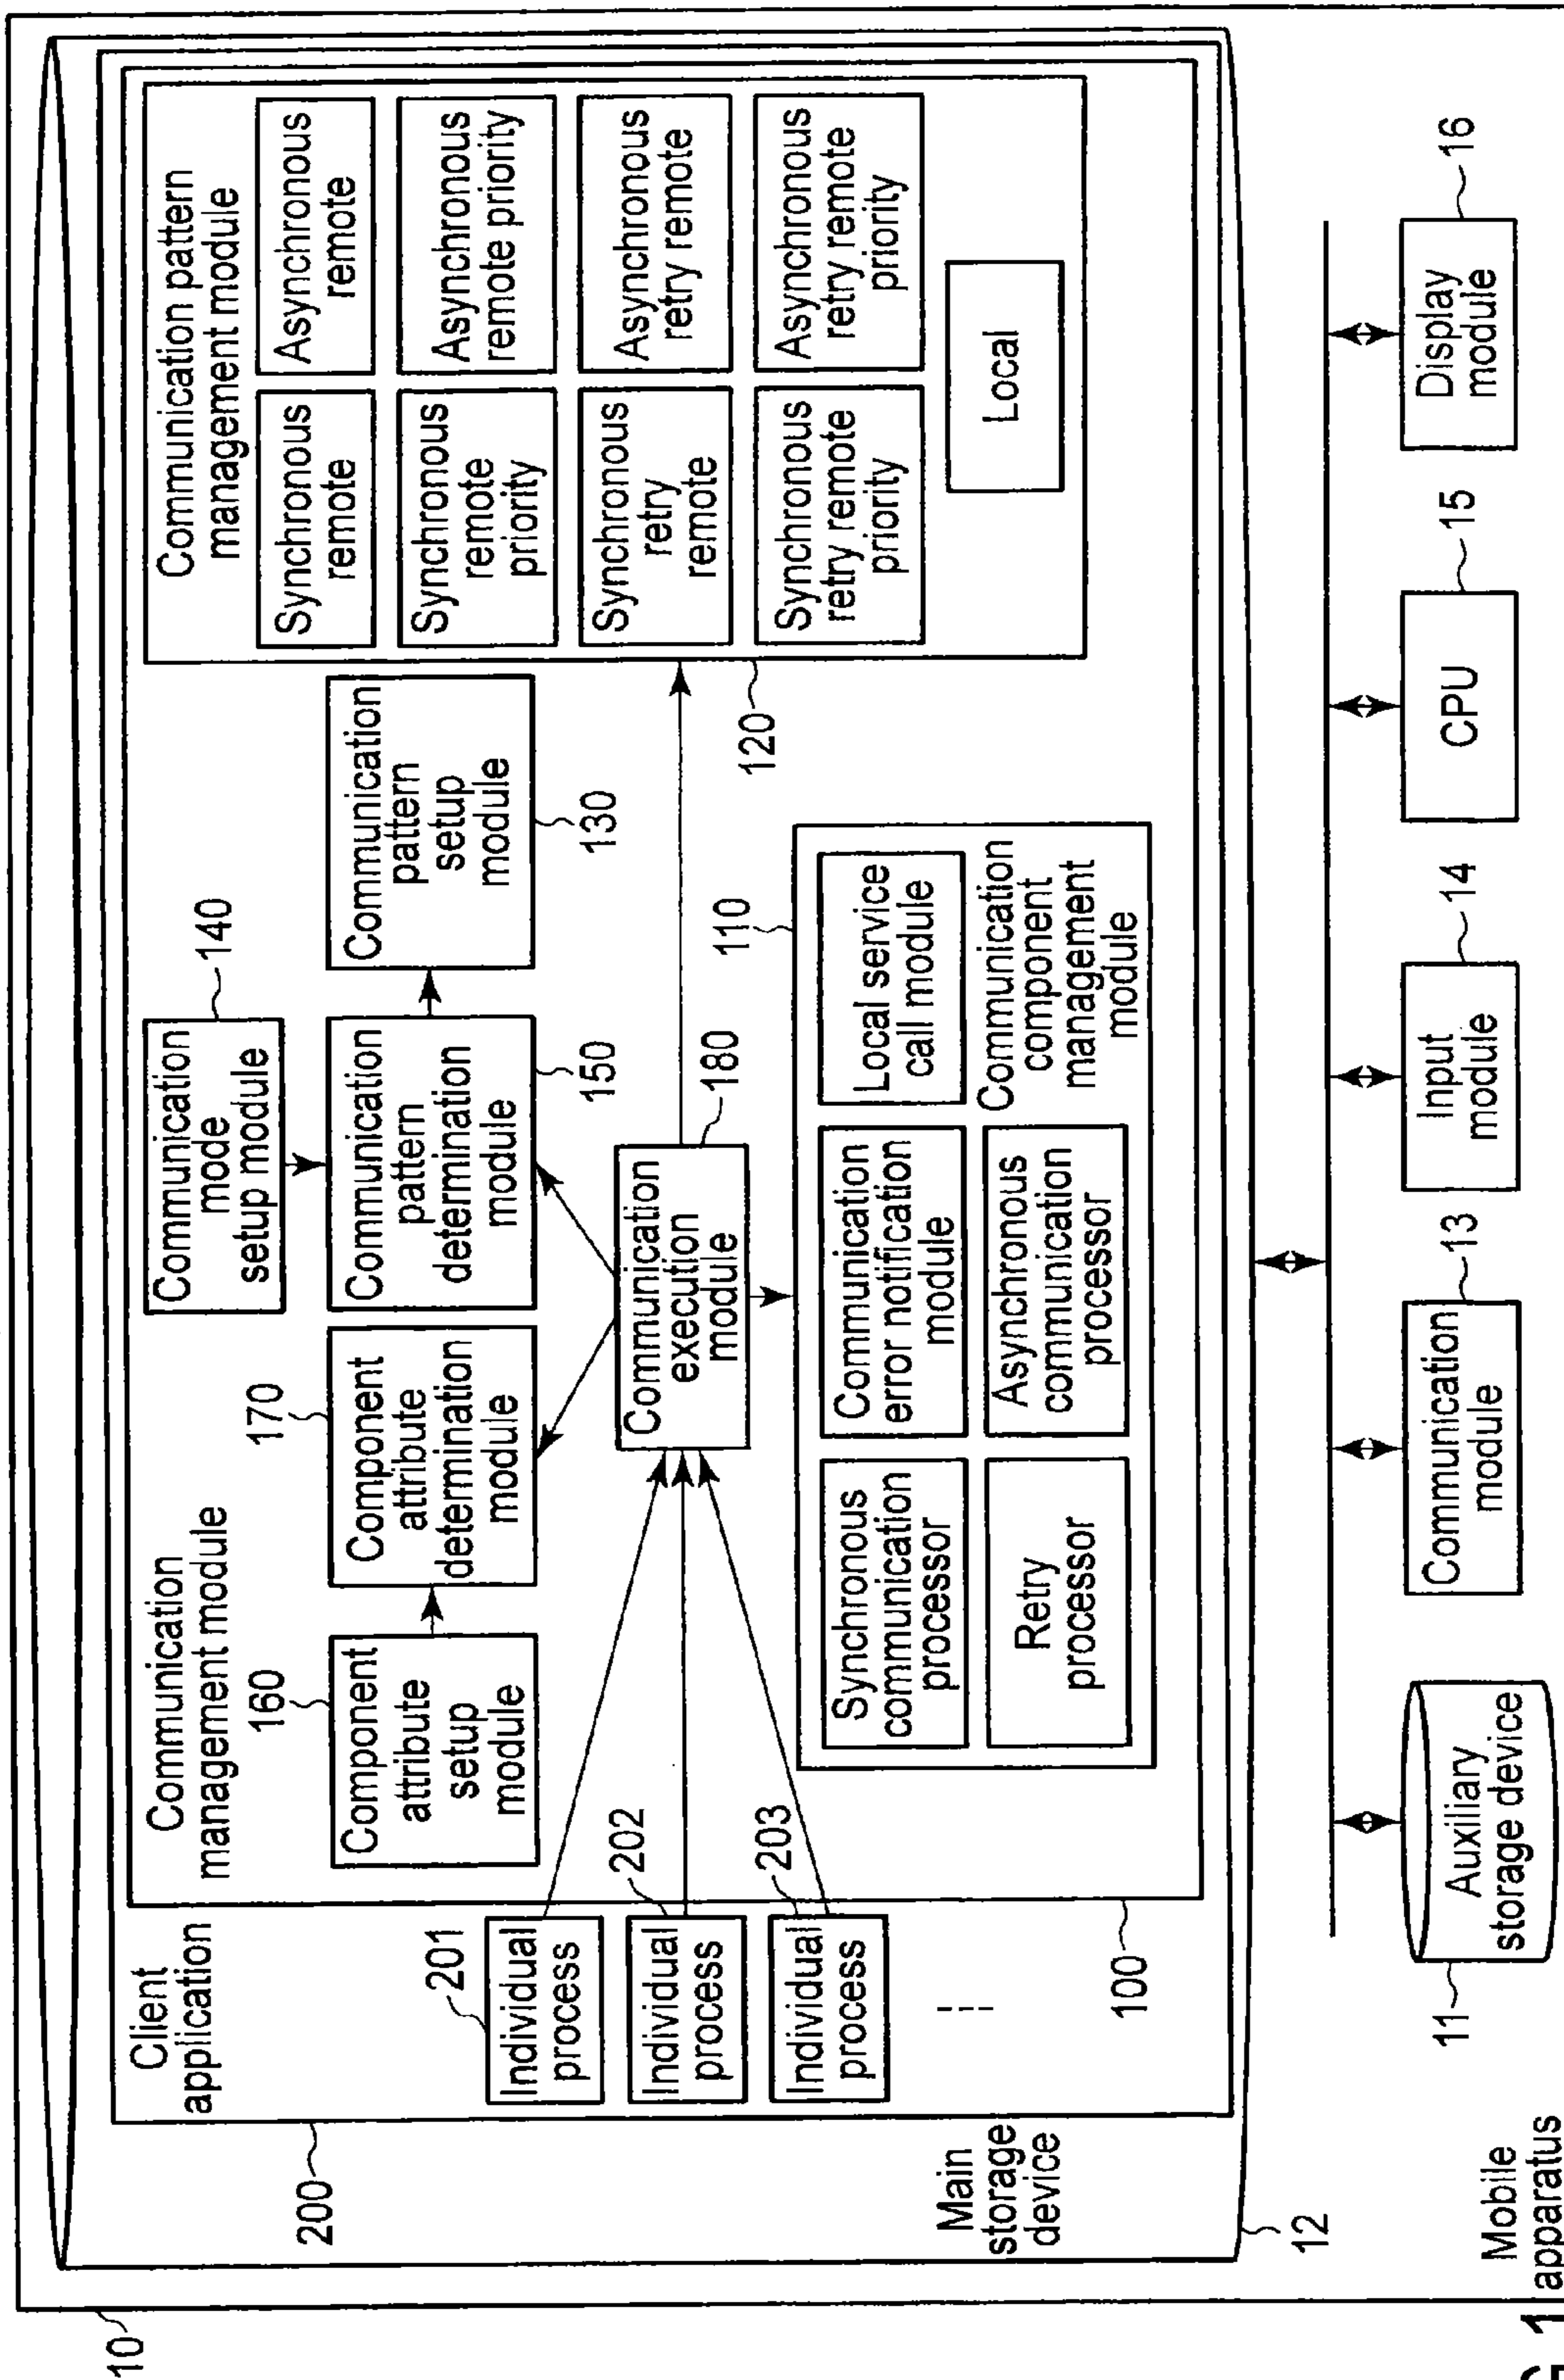 10
Client
application
200
Communication
management module
Communication
mode
setup module
140
Communication pattern
management module
Synchronous
remote
Asynchronous
remote
Synchronous
remote
priority
Asynchronous
remote priority
Synchronous
retry
remote
Asynchronous
retry remote
Synchronous
retry remote
priority
Asynchronous
retry remote
priority
Local
120
160
Component
attribute
setup
module
170
Component
attribute
determination
module
Communication
pattern
determination
module
150
Communication
pattern
setup
module
130
201
Individual
process
202
Individual
process
203
Individual
process
100
Communication
execution
module
180
110
Synchronous
communication
processor
Communication
error notification
module
Local service
call module
Retry
processor
Asynchronous
communication
processor
Communication
component
management
module
Main
storage
device
12
Auxiliary
storage device
11
Communication
module
13
Input
module
14
CPU
15
Display
module
16
Mobile
apparatus